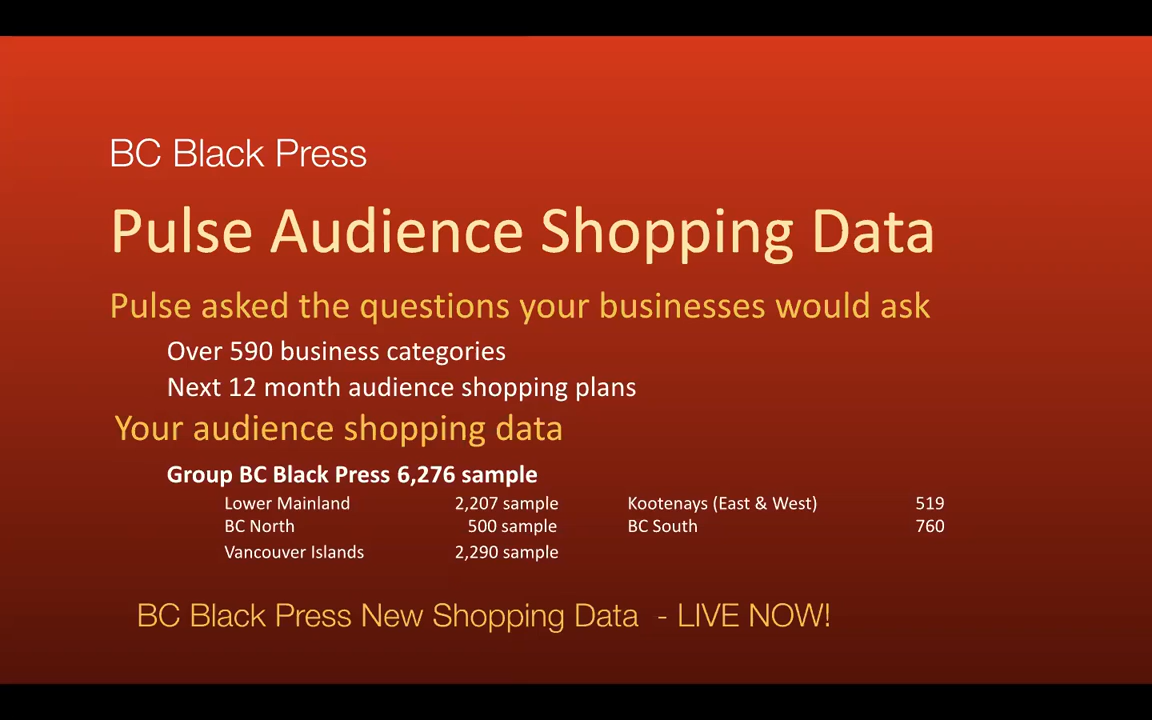 BC Black Press
Pulse Audience Shopping Data
Pulse asked the questions your businesses would ask
Over 590 business categories
Next 12 month audience shopping plans
Your audience shopping data
Group BC Black Press 6,276 sample
Lower Mainland 2,207 sample Kootenays (East & West) 519
BC North 500 sample BC South 760
Vancouver Islands 2,290 sample
BC Black Press New Shopping Data - LIVE NOW!